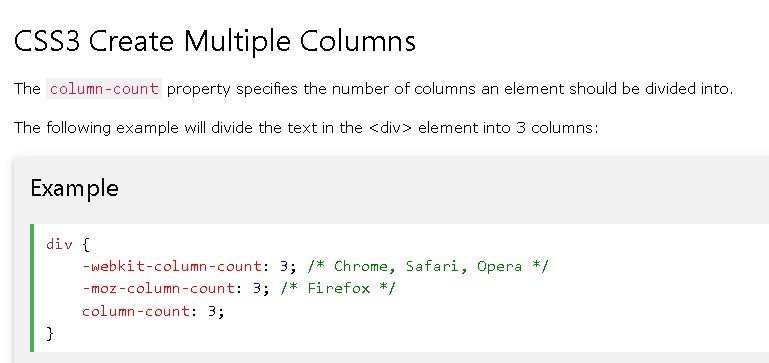 CSS3 Create Multiple Columns
The column-count property specifies the number of columns an element should be divided into.
The following example will divide the text in the <div> element into 3 columns:
Example
div {
    -webkit-column-count: 3; /* Chrome, Safari, Opera */
    -moz-column-count: 3; /* Firefox */
    column-count: 3;
}